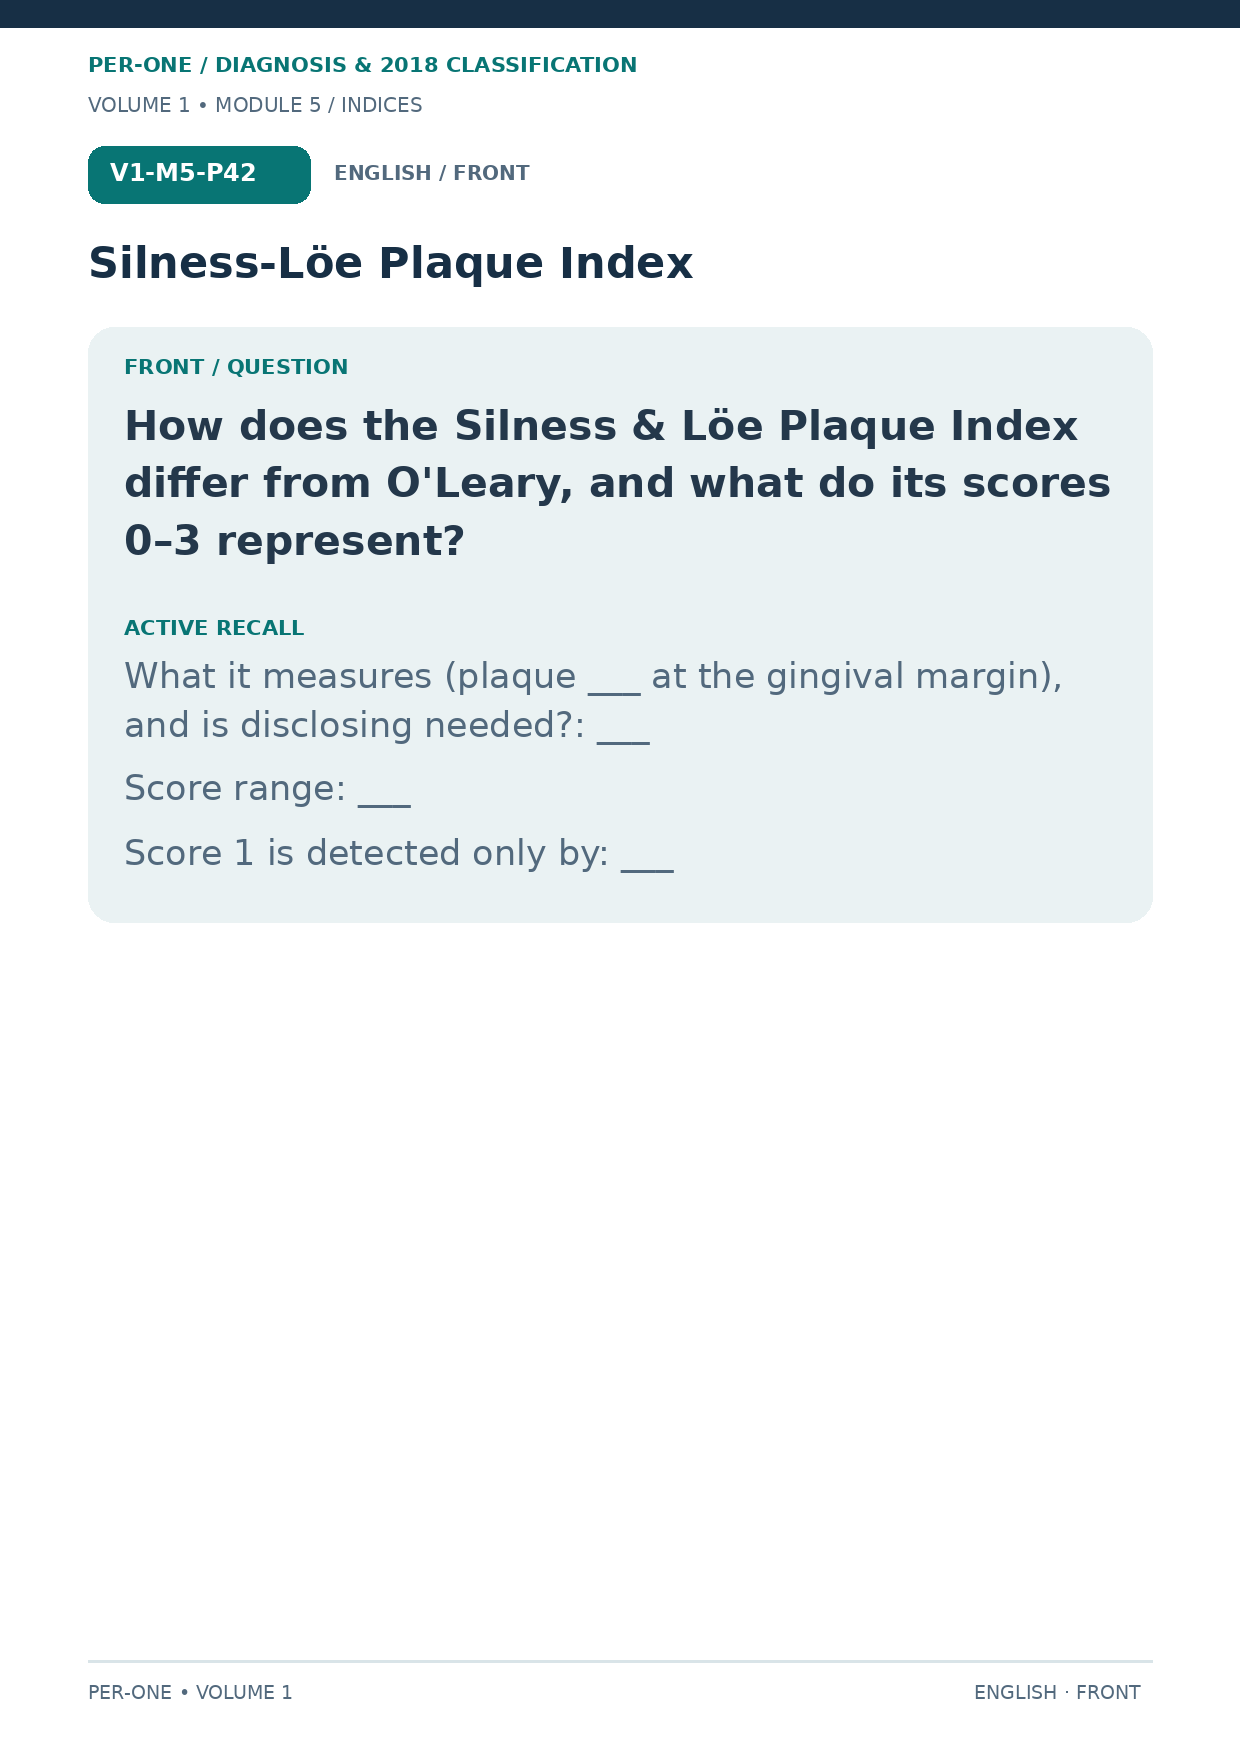 PER-ONE / DIAGNOSIS & 2018 CLASSIFICATION
VOLUME 1 • MODULE 5 / INDICES
V1-M5-P42
ENGLISH / FRONT
Silness-Löe Plaque Index
FRONT / QUESTION
How does the Silness & Löe Plaque Index
differ from O'Leary, and what do its scores
0–3 represent?
ACTIVE RECALL
What it measures (plaque ___ at the gingival margin),
and is disclosing needed?: ___
Score range: ___
Score 1 is detected only by: ___
PER-ONE • VOLUME 1
ENGLISH · FRONT